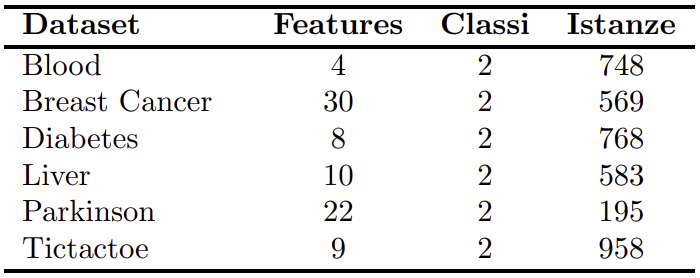 Dataset Features Classi Istanze
Blood 4 2 748
Breast Cancer 30 2 569
Diabetes 8 2 768
Liver 10 2 583
Parkinson 22 2 195
Tictactoe 9 2 958